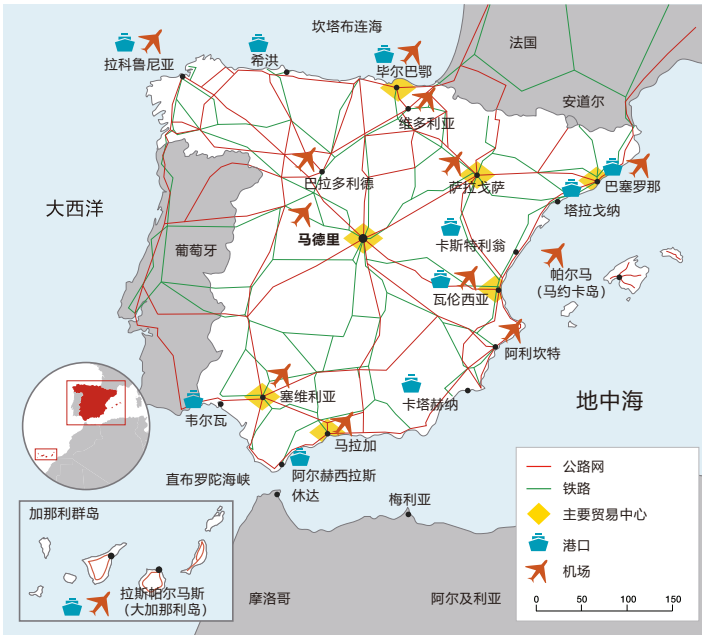 坎塔布连海
法国
拉科鲁尼亚
希洪
毕尔巴鄂
安道尔
维多利亚
巴拉多利德
萨拉戈萨
巴塞罗那
塔拉戈纳
大西洋
马德里
卡斯特利翁
葡萄牙
帕尔马
（马约卡岛）
瓦伦西亚
阿利坎特
塞维利亚
卡塔赫纳
地中海
韦尔瓦
马拉加
直布罗陀海峡
阿尔赫西拉斯
休达
梅利亚
加那利群岛
拉斯帕尔马斯
（大加那利岛）
摩洛哥
阿尔及利亚
公路网
铁路
主要贸易中心
港口
机场
0 50 100 150